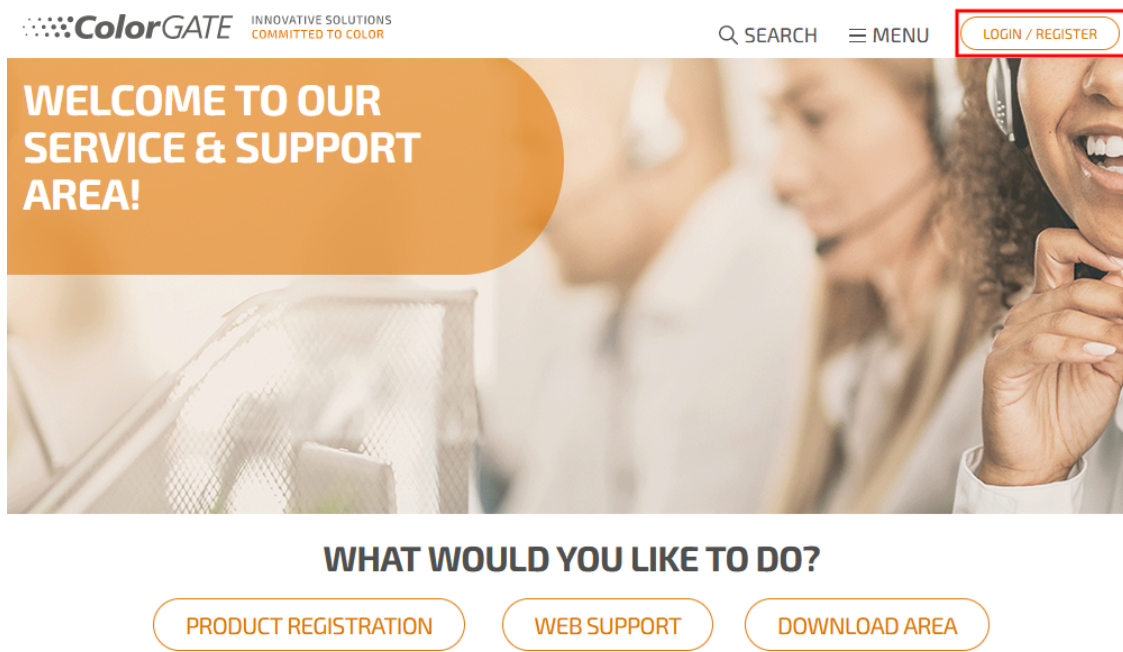 ColorGATE
INNOVATIVE SOLUTIONS
COMMITTED TO COLOR
SEARCH
MENU
LOGIN / REGISTER
WELCOME TO OUR
SERVICE & SUPPORT
AREA!
WHAT WOULD YOU LIKE TO DO?
PRODUCT REGISTRATION
WEB SUPPORT
DOWNLOAD AREA